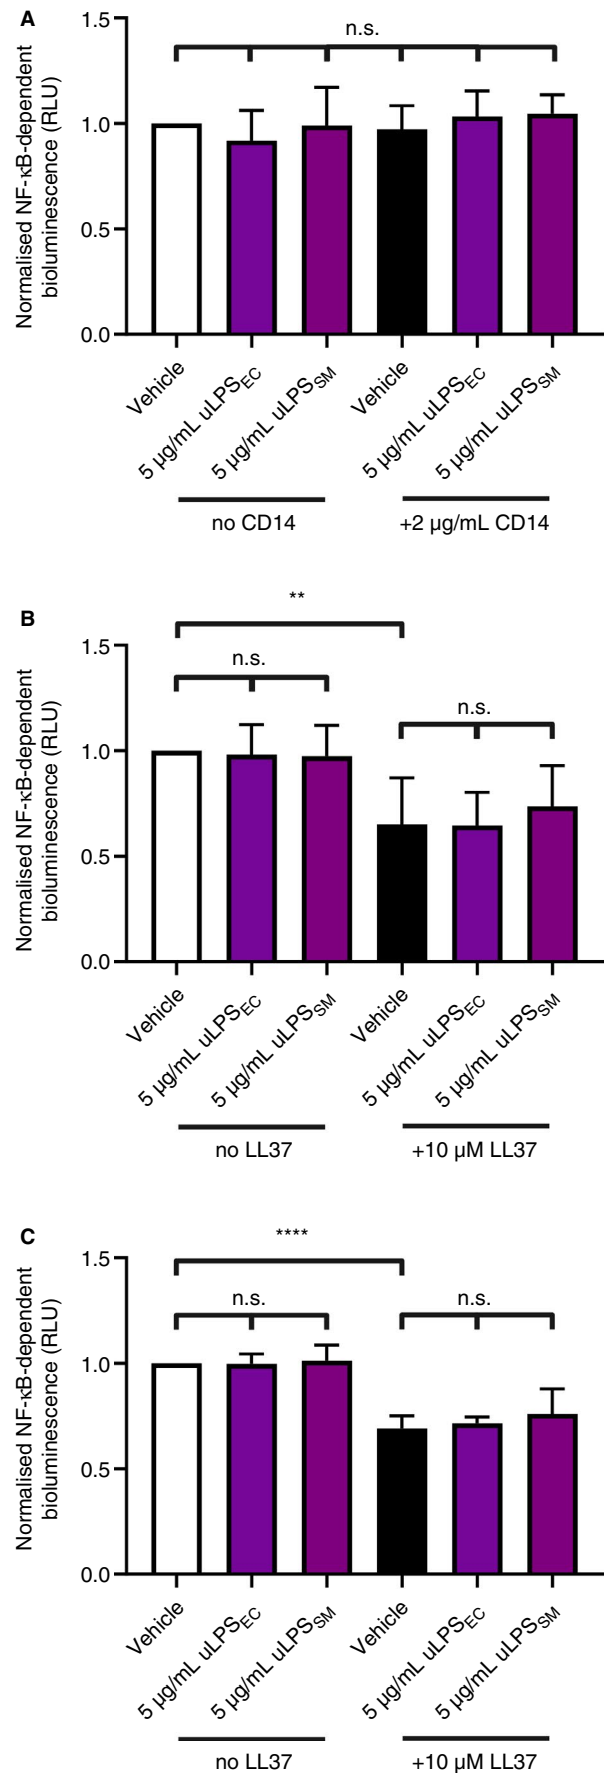 A
Normalised NF-κB-dependent
bioluminescence (RLU)
1.5
1.0
0.5
0.0
n.s.
Vehicle
5 µg/mL uLPSEC
5 µg/mL uLPSSM
Vehicle
5 µg/mL uLPSEC
5 µg/mL uLPSSM
no CD14
+2 µg/mL CD14
B
Normalised NF-κB-dependent
bioluminescence (RLU)
1.5
1.0
0.5
0.0
**
n.s.
n.s.
Vehicle
5 µg/mL uLPSEC
5 µg/mL uLPSSM
Vehicle
5 µg/mL uLPSEC
5 µg/mL uLPSSM
no LL37
+10 µM LL37
C
Normalised NF-κB-dependent
bioluminescence (RLU)
1.5
1.0
0.5
0.0
****
n.s.
n.s.
Vehicle
5 µg/mL uLPSEC
5 µg/mL uLPSSM
Vehicle
5 µg/mL uLPSEC
5 µg/mL uLPSSM
no LL37
+10 µM LL37